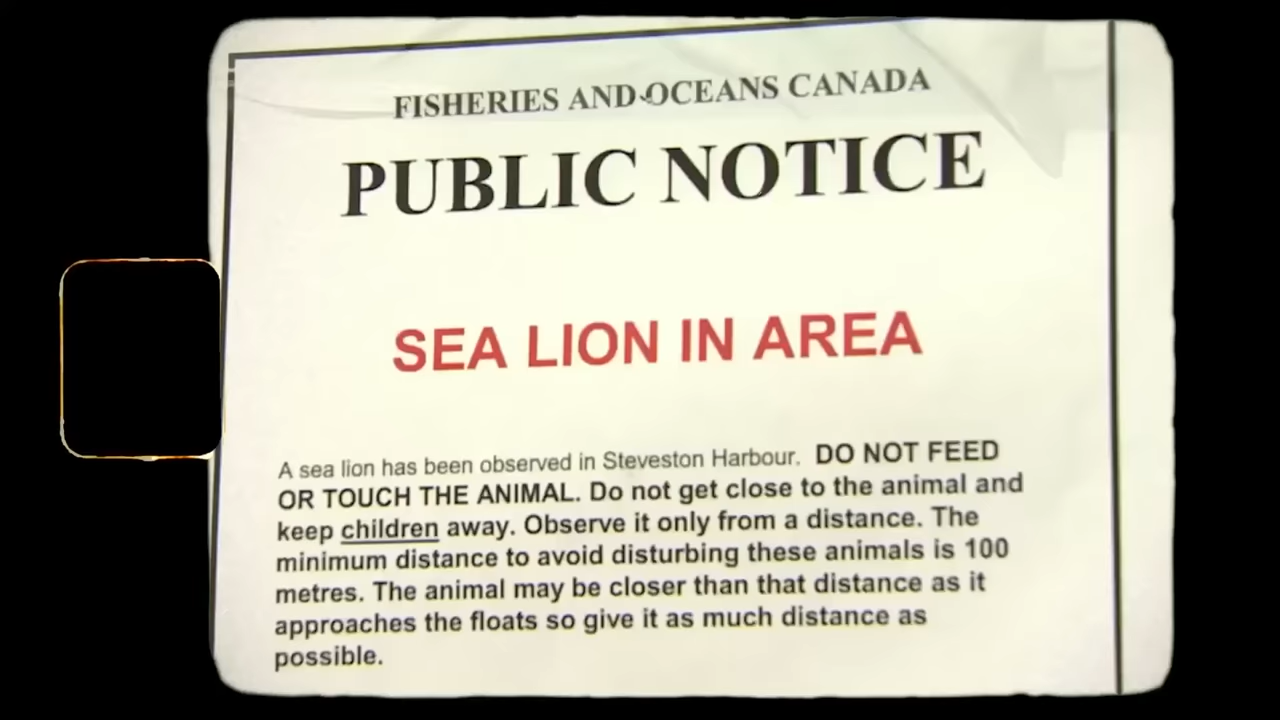 FISHERIES AND OCEANS CANADA
PUBLIC NOTICE
SEA LION IN AREA
A sea lion has been observed in Steveston Harbour. DO NOT FEED
OR TOUCH THE ANIMAL. Do not get close to the animal and
keep children away. Observe it only from a distance. The
minimum distance to avoid disturbing these animals is 100
metres. The animal may be closer than that distance as it
approaches the floats so give it as much distance as
possible.